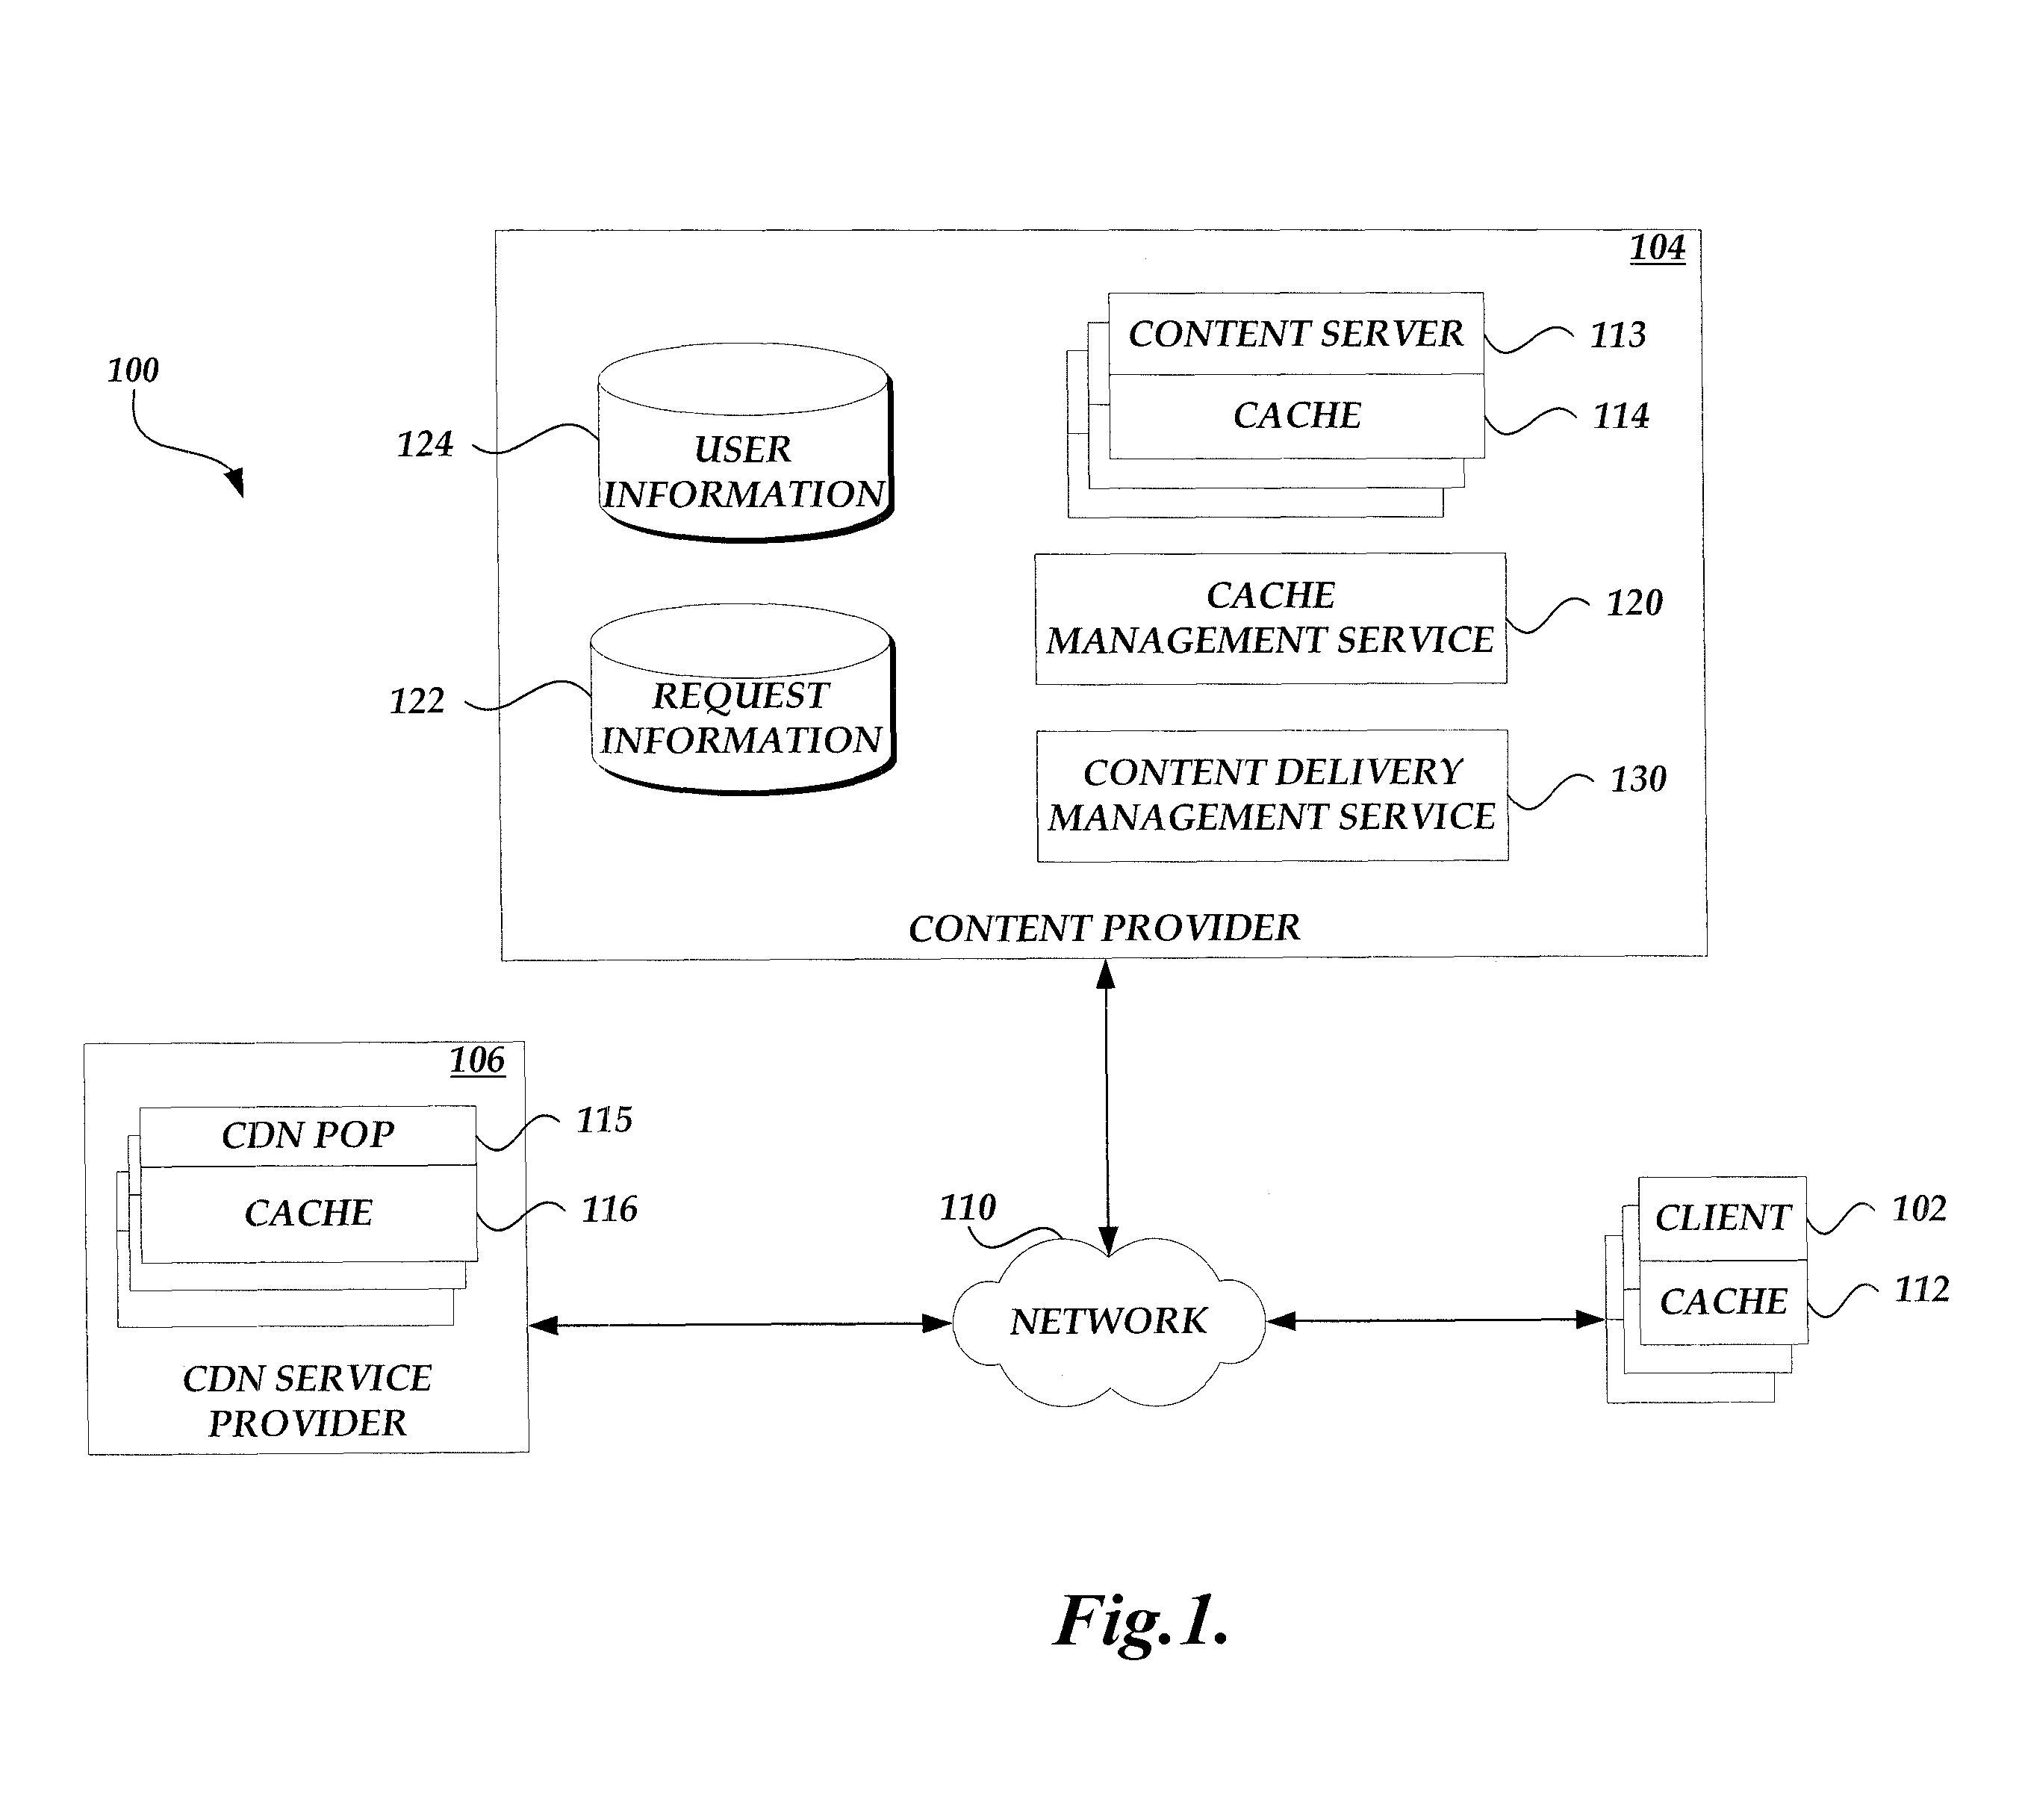 104
CONTENT SERVER
113
100
CACHE
114
124
USER
INFORMATION
CACHE
MANAGEMENT SERVICE
120
122
REQUEST
INFORMATION
CONTENT DELIVERY
MANAGEMENT SERVICE
130
CONTENT PROVIDER
106
CDN POP
115
CACHE
116
CDN SERVICE
PROVIDER
110
NETWORK
CLIENT
102
CACHE
112
Fig.1.